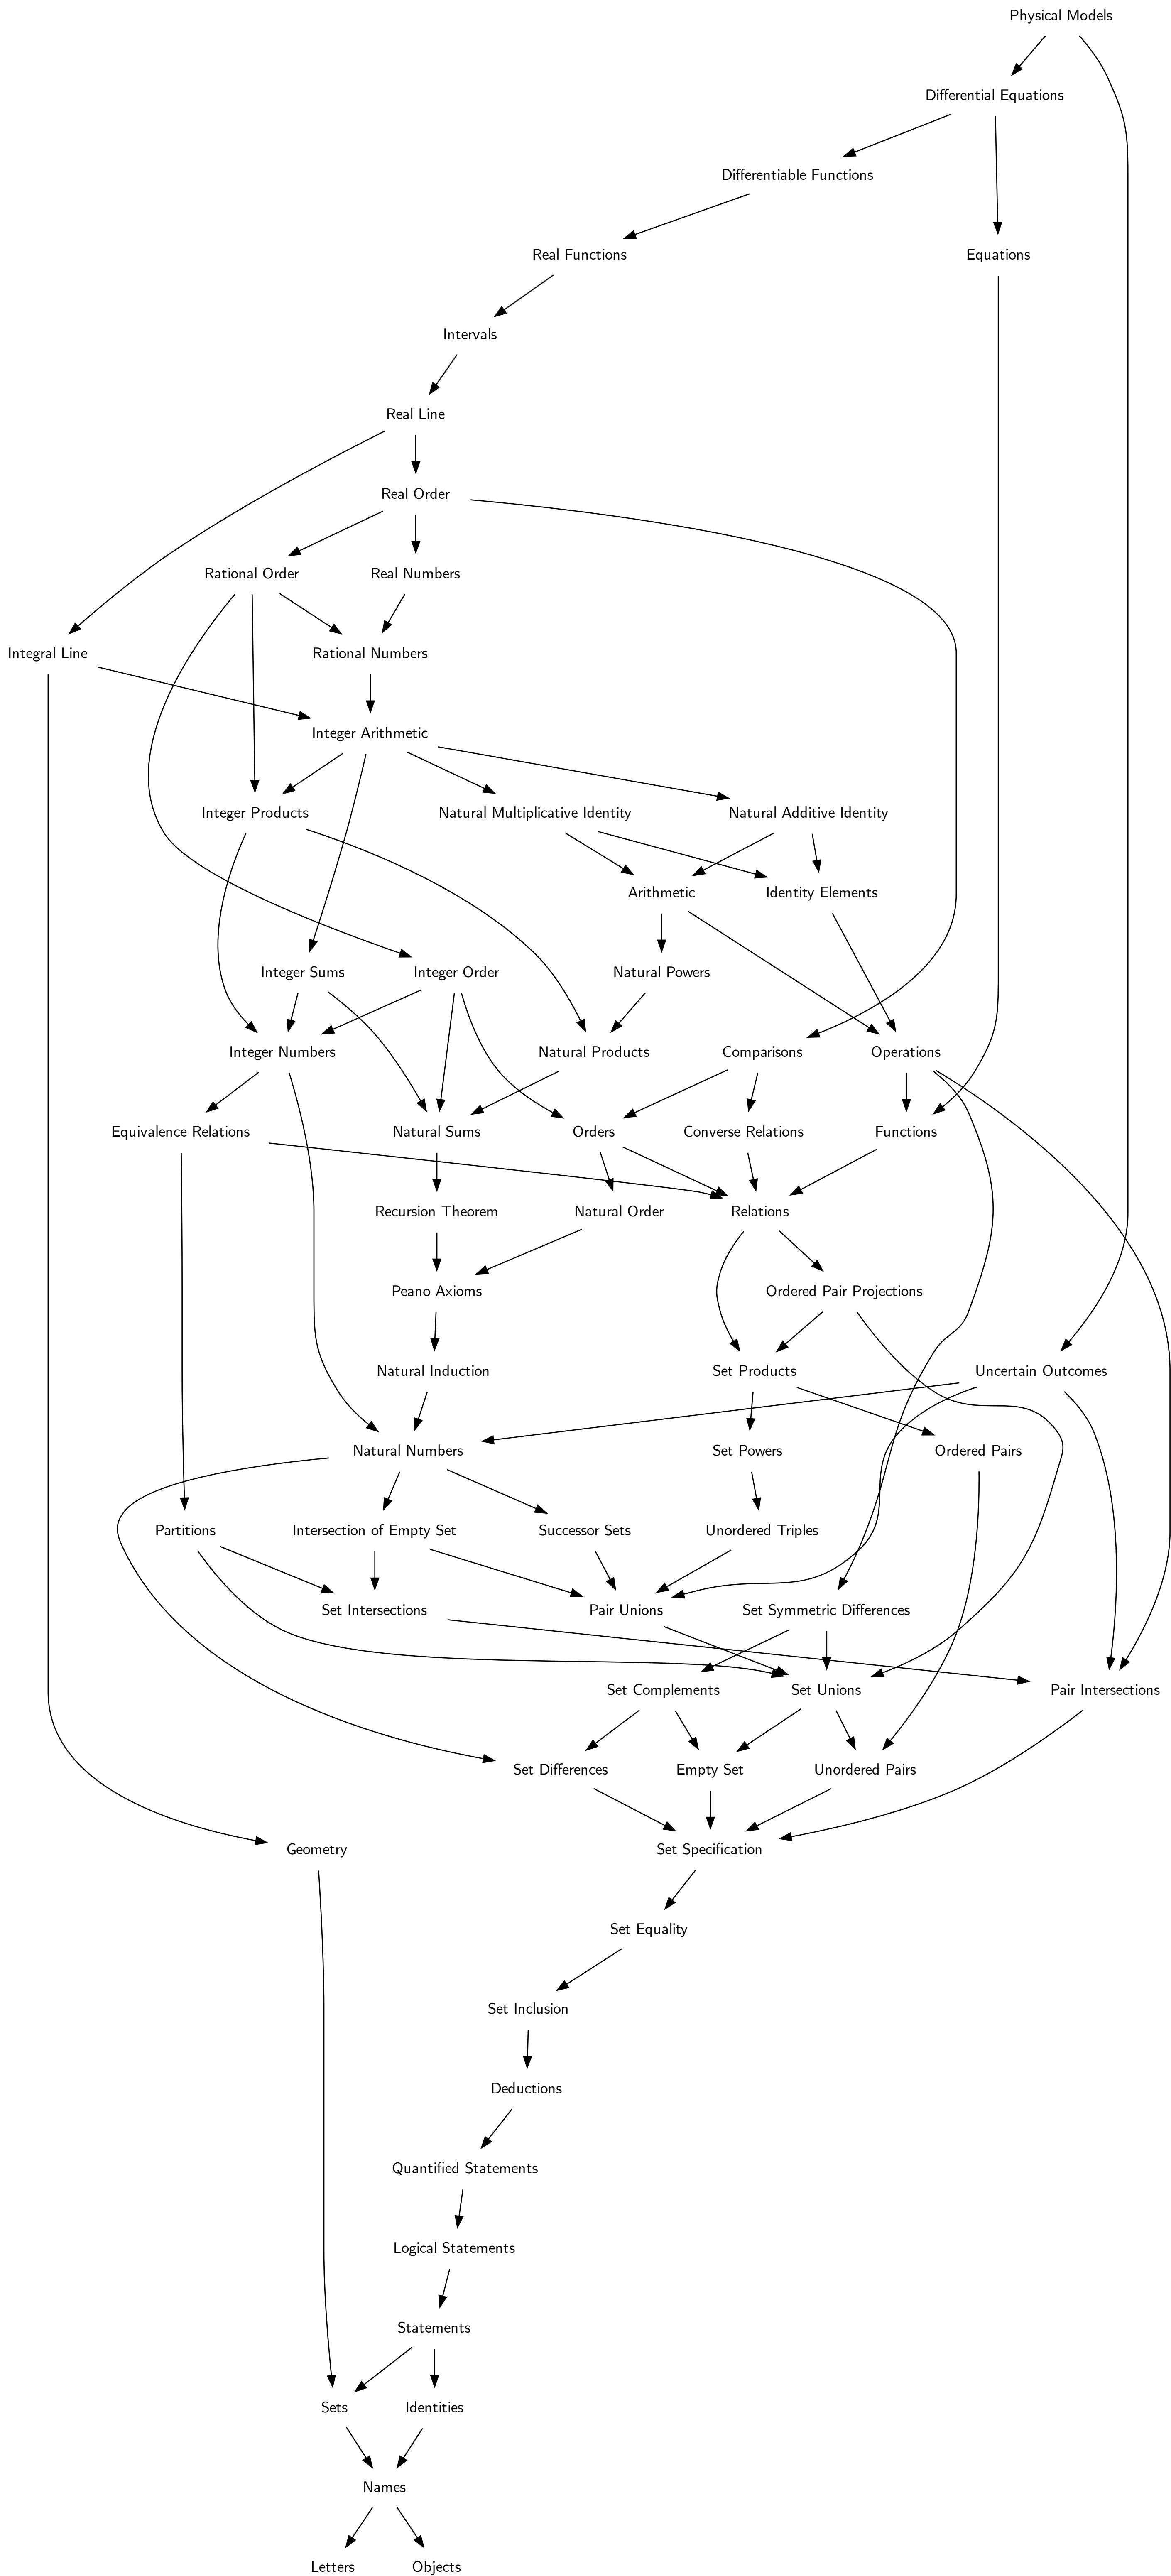 Physical Models
Differential Equations
Differentiable Functions
Real Functions
Equations
Intervals
Real Line
Real Order
Rational Order
Real Numbers
Integral Line
Rational Numbers
Integer Arithmetic
Integer Products
Natural Multiplicative Identity
Natural Additive Identity
Arithmetic
Identity Elements
Integer Sums
Integer Order
Natural Powers
Integer Numbers
Natural Products
Comparisons
Operations
Equivalence Relations
Natural Sums
Orders
Converse Relations
Functions
Recursion Theorem
Natural Order
Relations
Peano Axioms
Ordered Pair Projections
Natural Induction
Set Products
Uncertain Outcomes
Natural Numbers
Set Powers
Ordered Pairs
Partitions
Intersection of Empty Set
Successor Sets
Unordered Triples
Set Intersections
Pair Unions
Set Symmetric Differences
Set Complements
Set Unions
Pair Intersections
Set Differences
Empty Set
Unordered Pairs
Geometry
Set Specification
Set Equality
Set Inclusion
Deductions
Quantified Statements
Logical Statements
Statements
Sets
Identities
Names
Letters
Objects